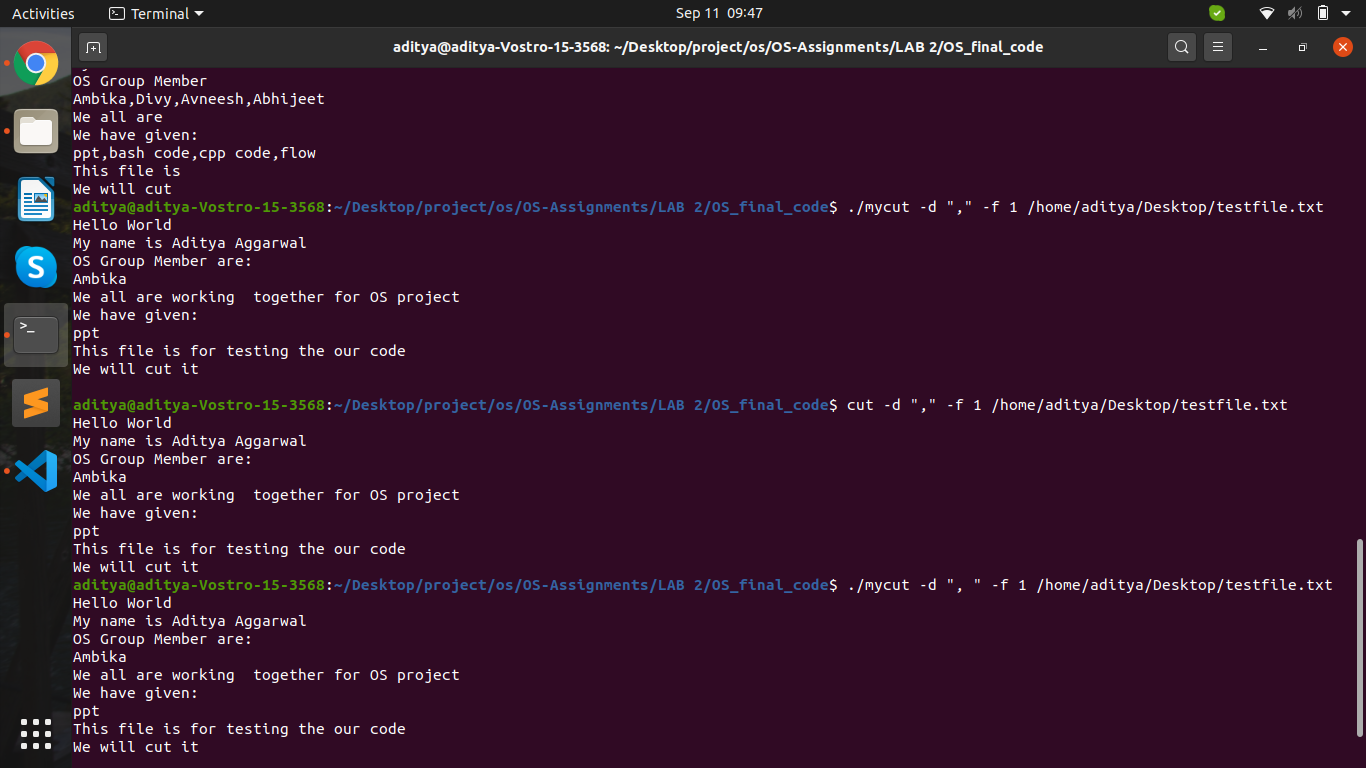 Activities
Terminal
Sep 11 09:47
aditya@aditya-Vostro-15-3568: ~/Desktop/project/os/OS-Assignments/LAB 2/OS_final_code
OS Group Member
Ambika,Divy,Avneesh,Abhijeet
We all are
We have given:
ppt,bash code,cpp code,flow
This file is
We will cut
aditya@aditya-Vostro-15-3568:~/Desktop/project/os/OS-Assignments/LAB 2/OS_final_code$ ./mycut -d "," -f 1 /home/aditya/Desktop/testfile.txt
Hello World
My name is Aditya Aggarwal
OS Group Member are:
Ambika
We all are working  together for OS project
We have given:
ppt
This file is for testing the our code
We will cut it
aditya@aditya-Vostro-15-3568:~/Desktop/project/os/OS-Assignments/LAB 2/OS_final_code$ cut -d "," -f 1 /home/aditya/Desktop/testfile.txt
Hello World
My name is Aditya Aggarwal
OS Group Member are:
Ambika
We all are working  together for OS project
We have given:
ppt
This file is for testing the our code
We will cut it
aditya@aditya-Vostro-15-3568:~/Desktop/project/os/OS-Assignments/LAB 2/OS_final_code$ ./mycut -d ", " -f 1 /home/aditya/Desktop/testfile.txt
Hello World
My name is Aditya Aggarwal
OS Group Member are:
Ambika
We all are working  together for OS project
We have given:
ppt
This file is for testing the our code
We will cut it